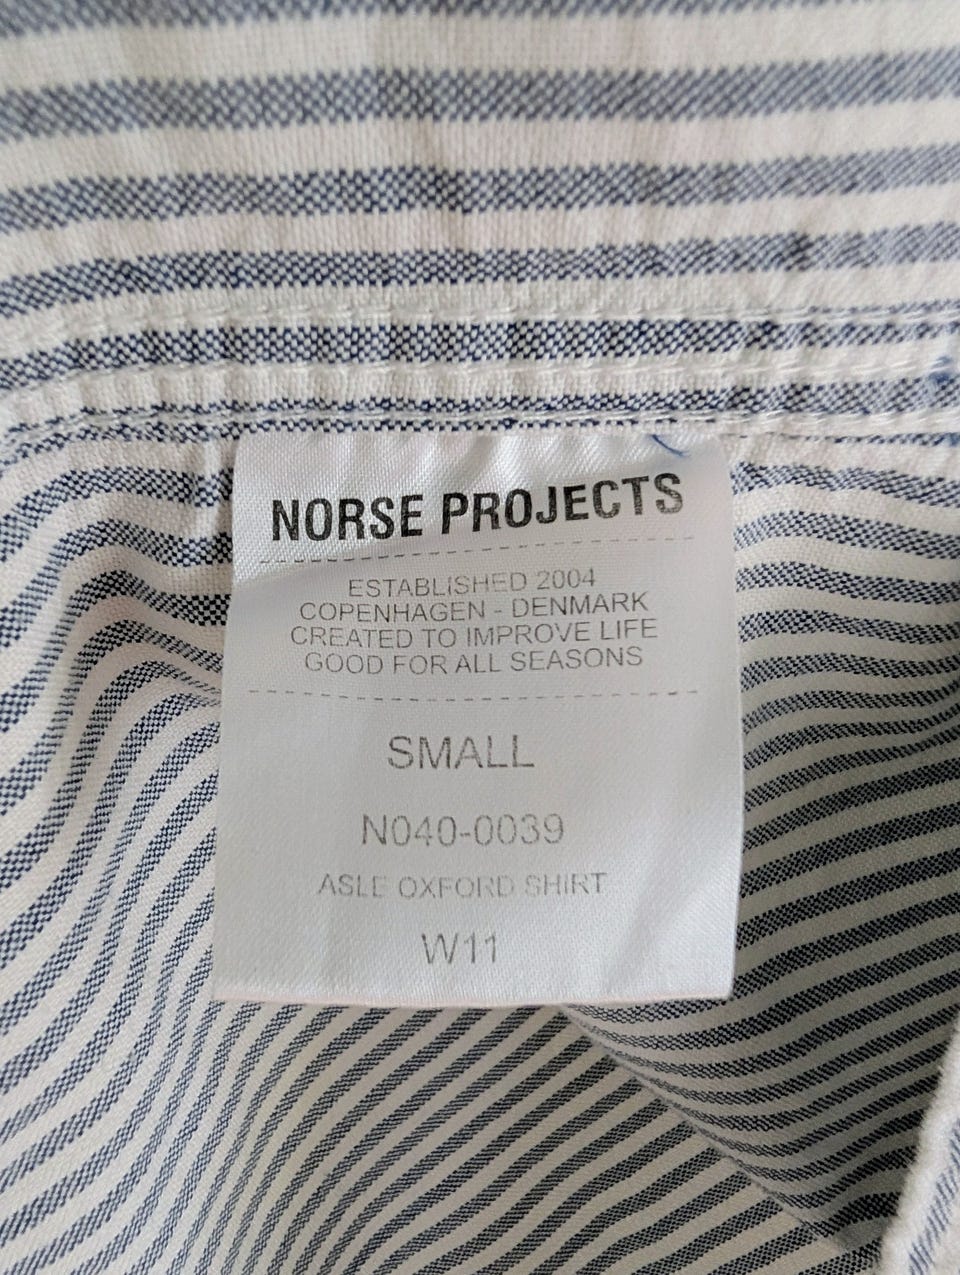 NORSE PROJECTS
ESTABLISHED 2004
COPENHAGEN - DENMARK
CREATED TO IMPROVE LIFE
GOOD FOR ALL SEASONS
SMALL
N040-0039
ASLE OXFORD SHIRT
W11